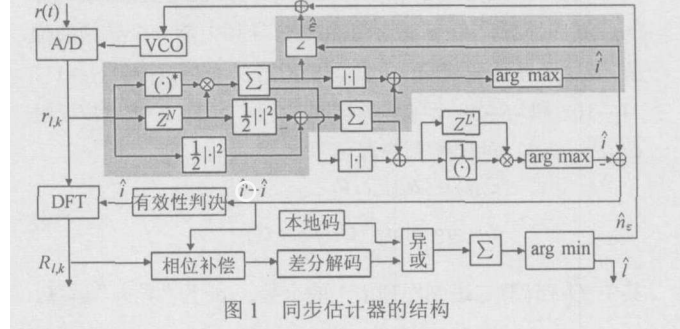 r(t)
ε̂
A/D
VCO
∠
î
(·)*
∑
|·|
arg max
r_{l,k}
Z^N
½|·|²
∑
Z^{L'}
½|·|²
|·|
1/(·)
arg max
î
DFT
î
有效性判决
î'-î
n̂_ε
本地码
异或
∑
arg min
R_{l,k}
相位补偿
差分解码
l̂
图1 同步估计器的结构